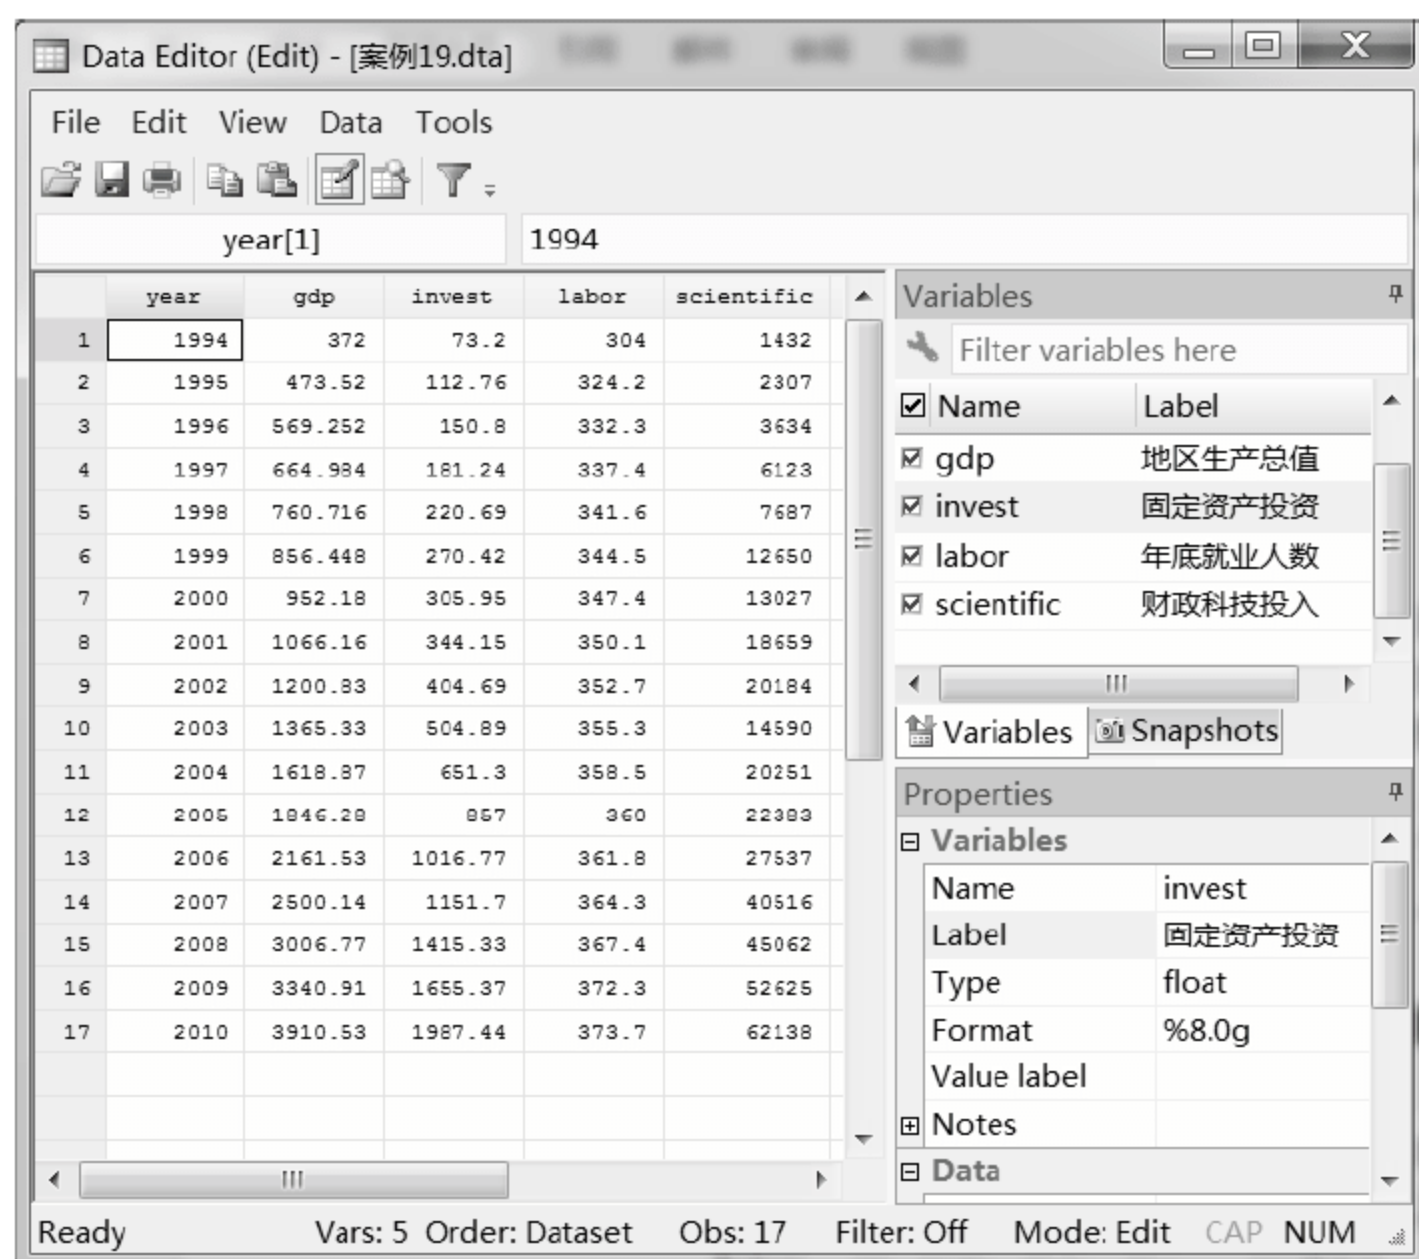 Data Editor (Edit) - [案例19.dta]
File Edit View Data Tools
year[1] 1994
year gdp invest labor scientific
1 1994 372 73.2 304 1432
2 1995 473.52 112.76 324.2 2307
3 1996 569.252 150.8 332.3 3634
4 1997 664.984 181.24 337.4 6123
5 1998 760.716 220.69 341.6 7687
6 1999 856.448 270.42 344.5 12650
7 2000 952.18 305.95 347.4 13027
8 2001 1066.16 344.15 350.1 18659
9 2002 1200.83 404.69 352.7 20184
10 2003 1365.33 504.89 355.3 14590
11 2004 1618.87 651.3 358.5 20251
12 2005 1846.28 857 360 22383
13 2006 2161.53 1016.77 361.8 27537
14 2007 2500.14 1151.7 364.3 40516
15 2008 3006.77 1415.33 367.4 45062
16 2009 3340.91 1655.37 372.3 52625
17 2010 3910.53 1987.44 373.7 62138
Variables
Filter variables here
Name Label
gdp 地区生产总值
invest 固定资产投资
labor 年底就业人数
scientific 财政科技投入
Variables Snapshots
Properties
Variables
Name invest
Label 固定资产投资
Type float
Format %8.0g
Value label
Notes
Data
Ready Vars: 5 Order: Dataset Obs: 17 Filter: Off Mode: Edit CAP NUM